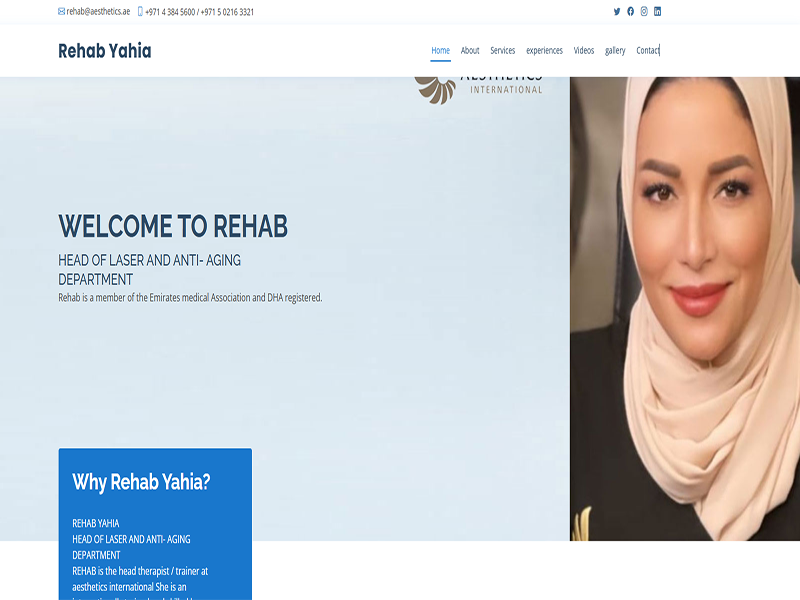 rehab@aesthetics.ae +971 4 384 5600 / +971 5 0216 3321
Rehab Yahia
Home About Services experiences Videos gallery Contact
AESTHETICS
INTERNATIONAL
WELCOME TO REHAB
HEAD OF LASER AND ANTI- AGING
DEPARTMENT
Rehab is a member of the Emirates medical Association and DHA registered.
Why Rehab Yahia?
REHAB YAHIA
HEAD OF LASER AND ANTI- AGING
DEPARTMENT
REHAB is the head therapist / trainer at
aesthetics international She is an